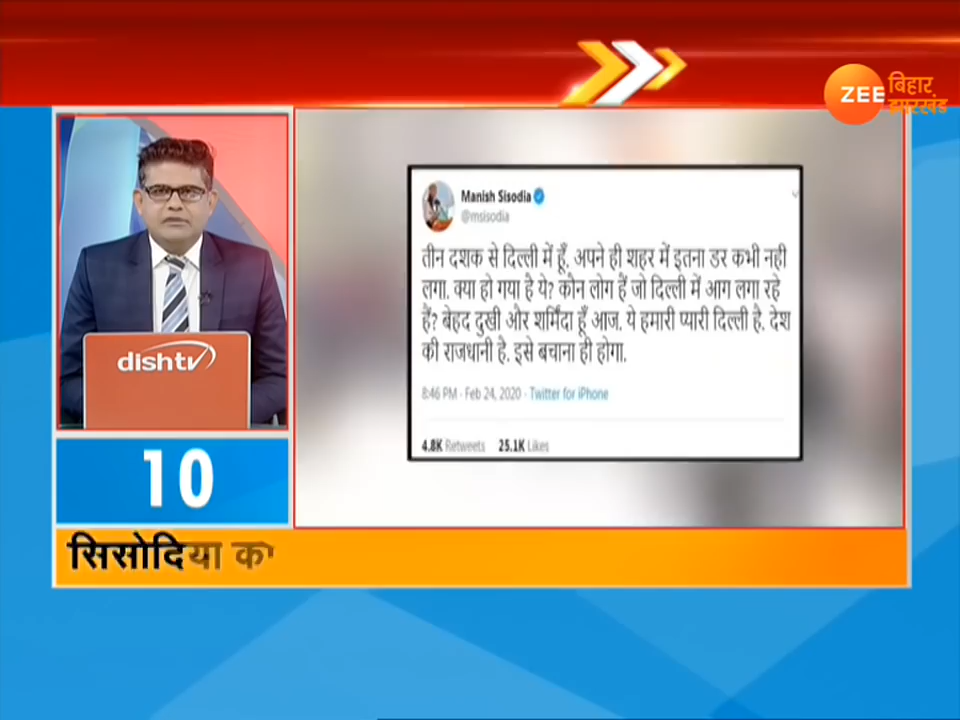 ZEE
बिहार
झारखंड
Manish Sisodia
@msisodia
तीन दशक से दिल्ली में हूँ. अपने ही शहर में इतना डर कभी नही
लगा. क्या हो गया है ये? कौन लोग हैं जो दिल्ली में आग लगा रहे
हैं? बेहद दुखी और शर्मिंदा हूँ आज. ये हमारी प्यारी दिल्ली है. देश
की राजधानी है. इसे बचाना ही होगा.
8:46 PM · Feb 24, 2020 · Twitter for iPhone
4.8K Retweets 25.1K Likes
dishtv
10
सिसोदिया का